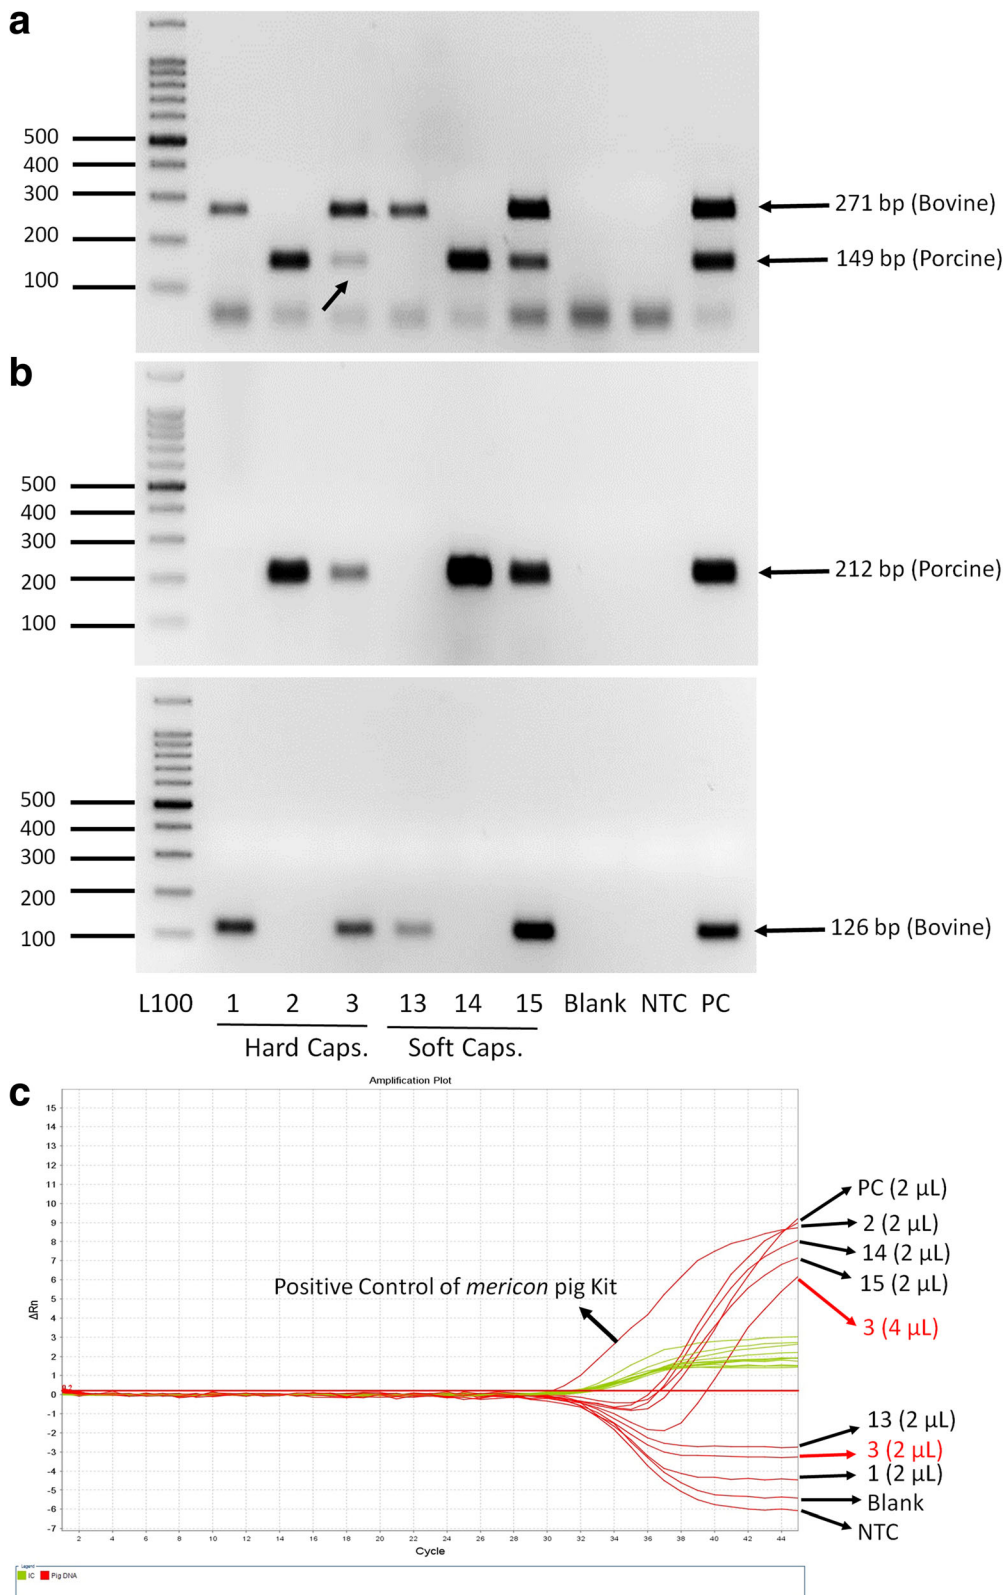 a
500
400
300
200
100
271 bp (Bovine)
149 bp (Porcine)
b
500
400
300
200
100
212 bp (Porcine)
500
400
300
200
100
126 bp (Bovine)
L100 1 2 3 13 14 15 Blank NTC PC
Hard Caps. Soft Caps.
c
Amplification Plot
15
14
13
12
11
10
9
8
7
6
5
4
3
2
1
0
-1
-2
-3
-4
-5
-6
-7
ΔRn
0.2
Positive Control of mericon pig Kit
PC (2 µL)
2 (2 µL)
14 (2 µL)
15 (2 µL)
3 (4 µL)
13 (2 µL)
3 (2 µL)
1 (2 µL)
Blank
NTC
2 4 6 8 10 12 14 16 18 20 22 24 26 28 30 32 34 36 38 40 42 44
Cycle
Legend
IC Pig DNA